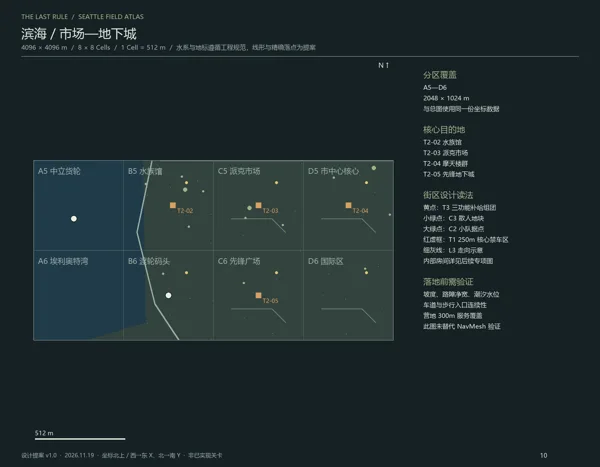 THE LAST RULE / SEATTLE FIELD ATLAS
滨海 / 市场—地下城
4096 × 4096 m / 8 × 8 Cells / 1 Cell = 512 m / 水系与地标遵循工程规范，线形与精确落点为提案
N↑
A5 中立货轮
B5 水族馆
C5 派克市场
D5 市中心核心
T2-02
T2-03
T2-04
A6 埃利奥特湾
B6 渡轮码头
C6 先锋广场
D6 国际区
T2-05
分区覆盖
A5—D6
2048 × 1024 m
与总图使用同一份坐标数据
核心目的地
T2-02 水族馆
T2-03 派克市场
T2-04 摩天楼群
T2-05 先锋地下城
街区设计读法
黄点：T3 三功能补给组团
小绿点：C3 散人地块
大绿点：C2 小队据点
红虚框：T1 250m 核心禁车区
细灰线：L3 走向示意
内部房间详见后续专项图
落地前需验证
坡度、路障净宽、潮汐水位
车道与步行入口连续性
营地 300m 服务覆盖
此图未替代 NavMesh 验证
512 m
设计提案 v1.0 · 2026.11.19 · 坐标北上 / 西→东 X、北→南 Y · 非已实装关卡
10